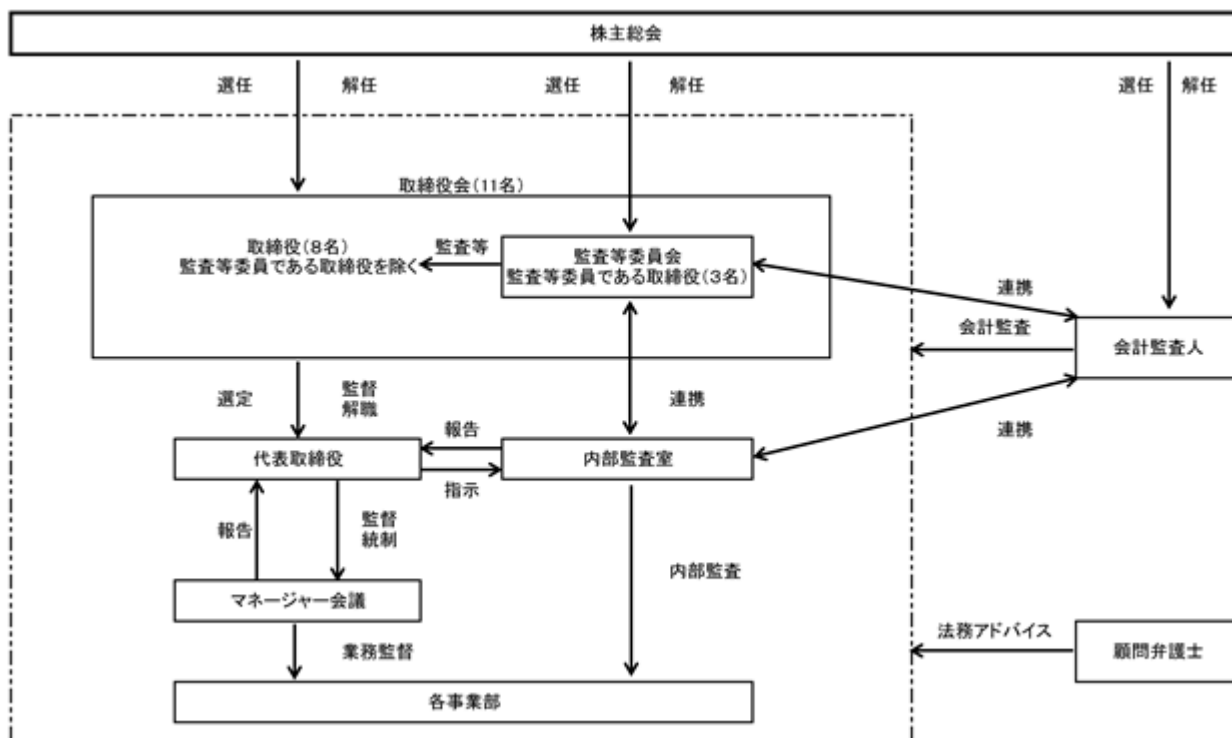 株主総会
選任
解任
選任
解任
選任
解任
取締役会(11名)
取締役(8名)
監査等委員である取締役を除く
監査等
監査等委員会
監査等委員である取締役(3名)
連携
会計監査
会計監査人
選定
監督
解職
連携
連携
報告
代表取締役
内部監査室
指示
報告
監督
統制
内部監査
マネージャー会議
業務監督
法務アドバイス
顧問弁護士
各事業部